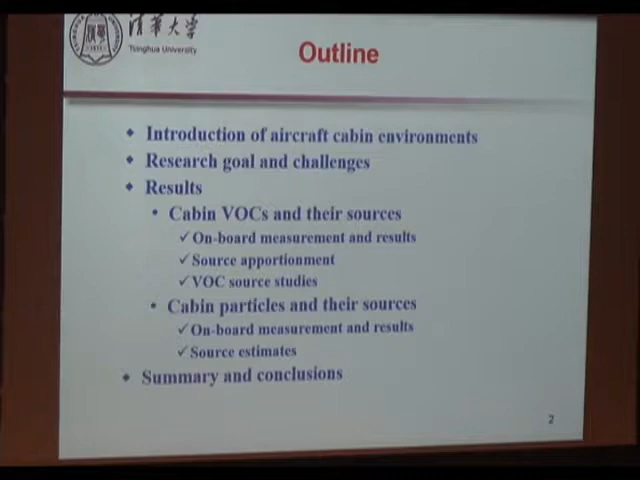 清華大学
Tsinghua University
Outline
Introduction of aircraft cabin environments
Research goal and challenges
Results
Cabin VOCs and their sources
On-board measurement and results
Source apportionment
VOC source studies
Cabin particles and their sources
On-board measurement and results
Source estimates
Summary and conclusions
2